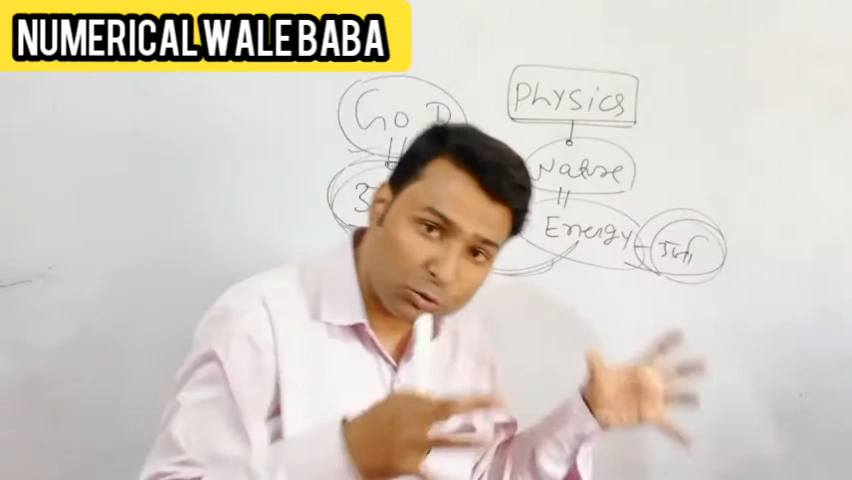 NUMERICAL WALE BABA
GOD
Physics
Nature
Energy
ऊर्जा